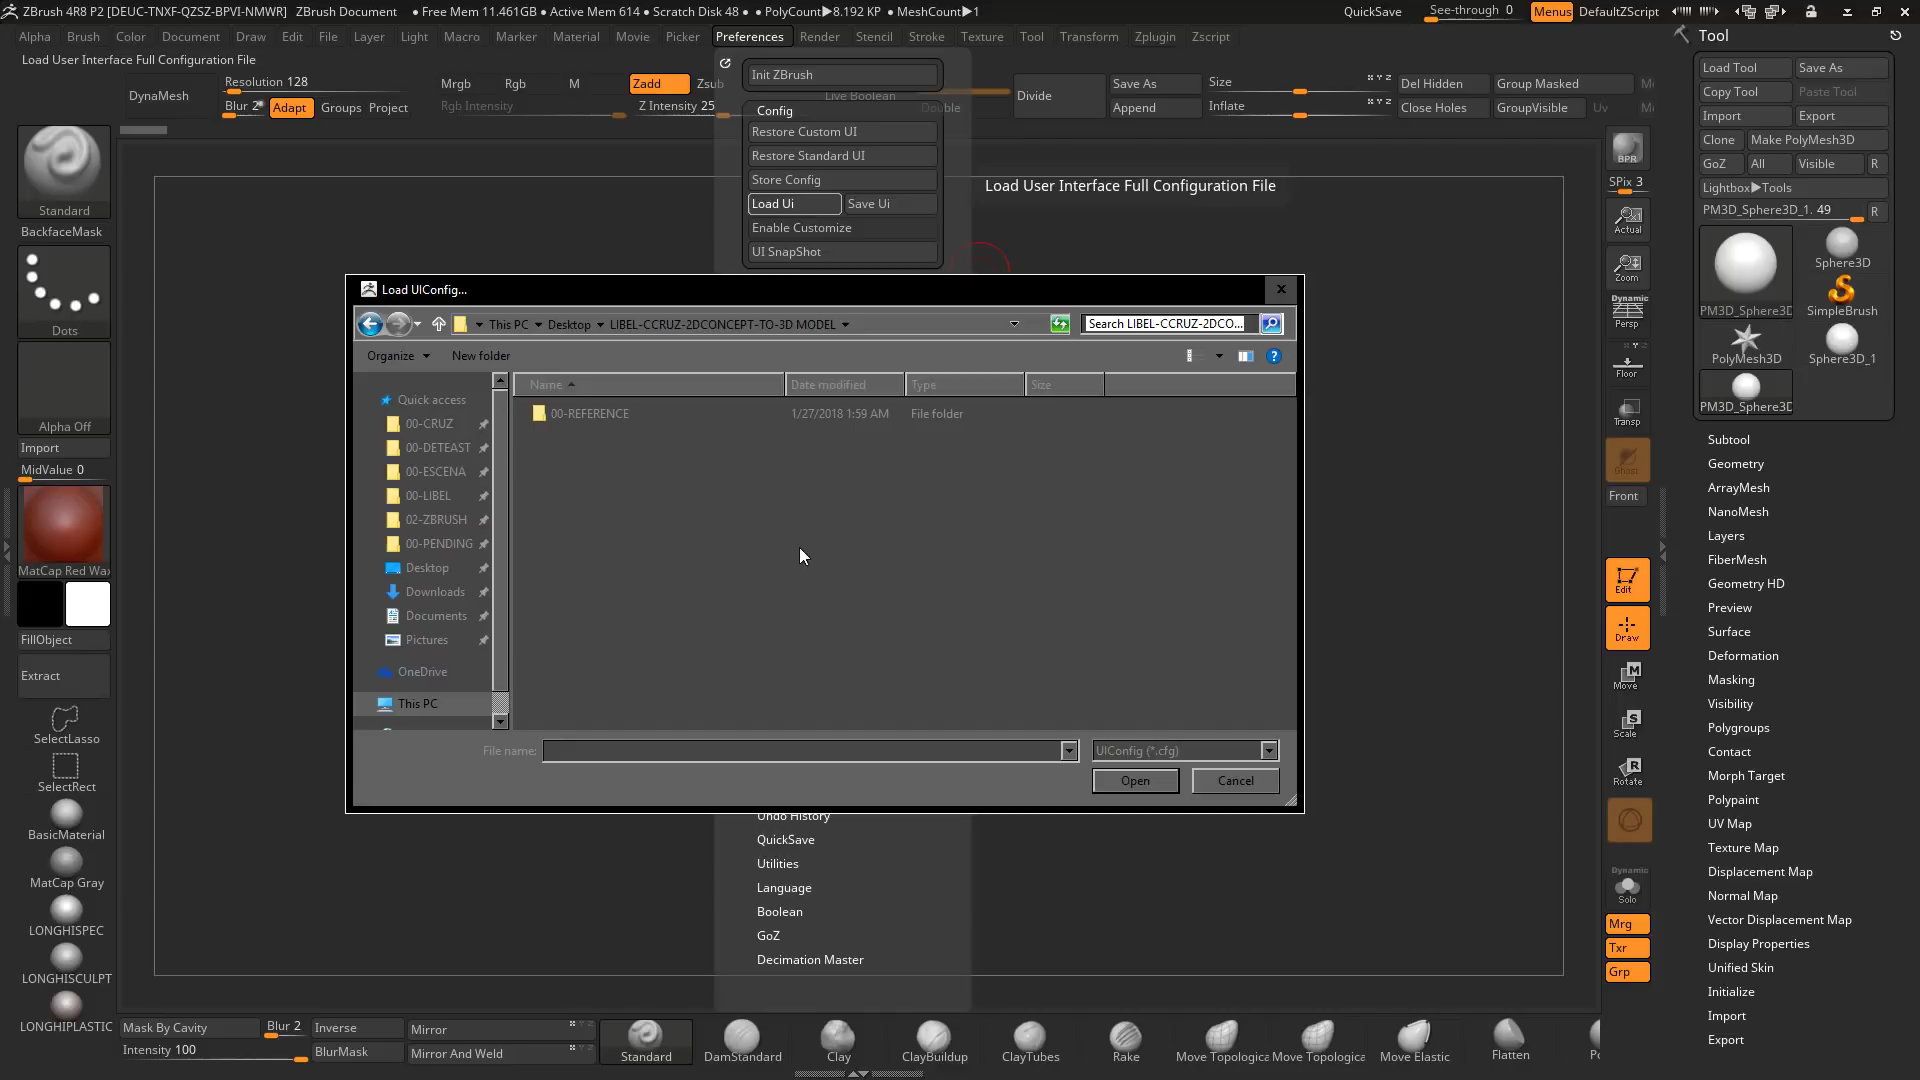 ZBrush 4R8 P2 [DEUC-TNXF-QZSZ-BPVI-NMWR] ZBrush Document ● Free Mem 11.461GB ● Active Mem 614 ● Scratch Disk 48 ● ● PolyCount▶8.192 KP ● MeshCount▶1 QuickSave See-through 0 Menus DefaultZScript
Alpha Brush Color Document Draw Edit File Layer Light Macro Marker Material Movie Picker Preferences Render Stencil Stroke Texture Tool Transform Zplugin Zscript
Load User Interface Full Configuration File
DynaMesh Resolution 128
Blur 2 Adapt Groups Project
Mrgb Rgb M Zadd Zsub
Rgb Intensity Z Intensity 25
Live Boolean
Double
Divide
Save As
Append
Size
Inflate
Del Hidden Group Masked
Close Holes GroupVisible Uv
Init ZBrush
Config
Restore Custom UI
Restore Standard UI
Store Config
Load Ui Save Ui
Enable Customize
UI SnapShot
Load User Interface Full Configuration File
Load UIConfig...
This PC Desktop LIBEL-CCRUZ-2DCONCEPT-TO-3D MODEL
Search LIBEL-CCRUZ-2DCO...
Organize New folder
Name Date modified Type Size
00-REFERENCE 1/27/2018 1:59 AM File folder
Quick access
00-CRUZ
00-DETEAST
00-ESCENA
00-LIBEL
02-ZBRUSH
00-PENDING
Desktop
Downloads
Documents
Pictures
OneDrive
This PC
File name:
UIConfig (*.cfg)
Open Cancel
Undo History
QuickSave
Utilities
Language
Boolean
GoZ
Decimation Master
Standard
BackfaceMask
Dots
Alpha Off
Import
MidValue 0
MatCap Red Wax
FillObject
Extract
SelectLasso
SelectRect
BasicMaterial
MatCap Gray
LONGHISPEC
LONGHISCULPT
LONGHIPLASTIC
Mask By Cavity Blur 2 Inverse Mirror
Intensity 100 BlurMask Mirror And Weld
Standard DamStandard Clay ClayBuildup ClayTubes Rake Move Topologica Move Topologica Move Elastic Flatten
BPR
SPix 3
Actual
Zoom
Dynamic
Persp
Floor
Transp
Ghost
Front
Edit
Draw
Move
Scale
Rotate
Dynamic
Solo
Mrg
Txr
Grp
Tool
Load Tool Save As
Copy Tool Paste Tool
Import Export
Clone Make PolyMesh3D
GoZ All Visible R
Lightbox▶Tools
PM3D_Sphere3D_1. 49 R
PM3D_Sphere3D
Sphere3D
SimpleBrush
PolyMesh3D
Sphere3D_1
PM3D_Sphere3D
Subtool
Geometry
ArrayMesh
NanoMesh
Layers
FiberMesh
Geometry HD
Preview
Surface
Deformation
Masking
Visibility
Polygroups
Contact
Morph Target
Polypaint
UV Map
Texture Map
Displacement Map
Normal Map
Vector Displacement Map
Display Properties
Unified Skin
Initialize
Import
Export